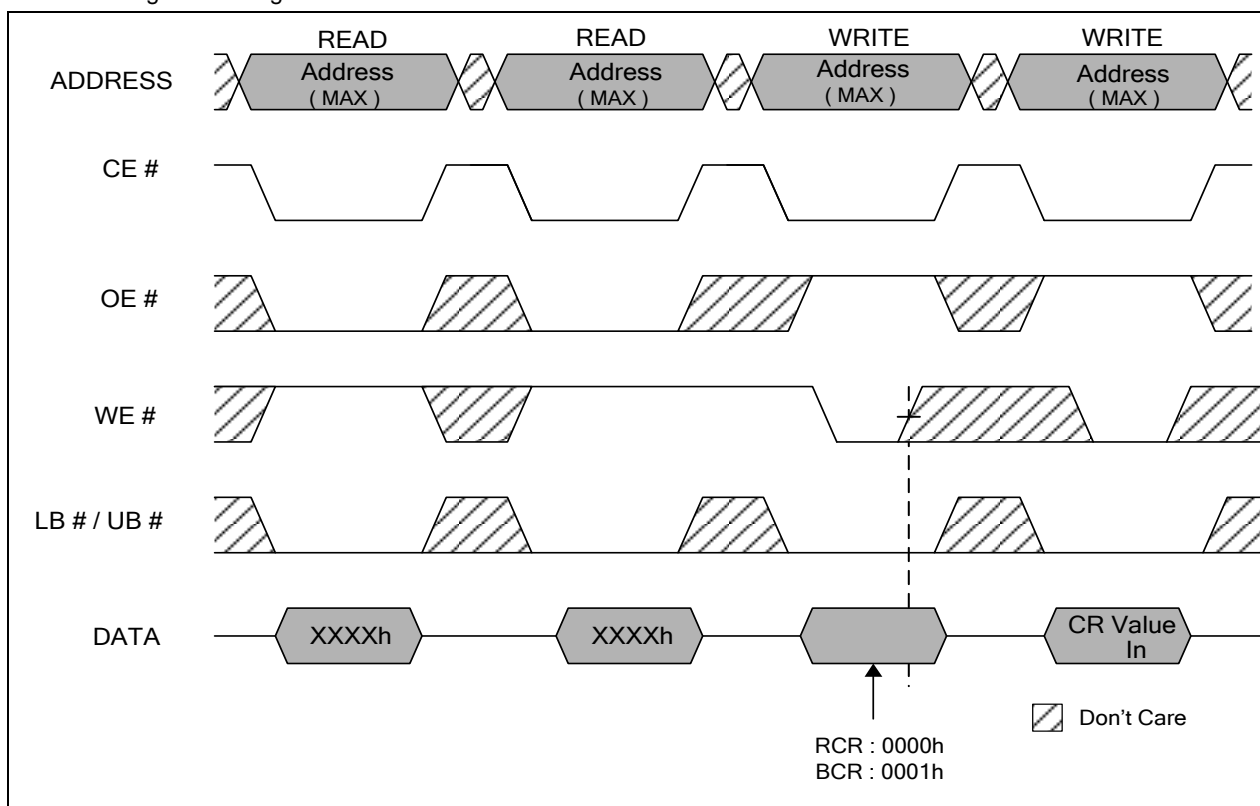 READ READ WRITE WRITE
ADDRESS Address Address Address Address
( MAX ) ( MAX ) ( MAX ) ( MAX )
CE #
OE #
WE #
LB # / UB #
DATA XXXXh XXXXh CR Value
In
Don't Care
RCR : 0000h
BCR : 0001h